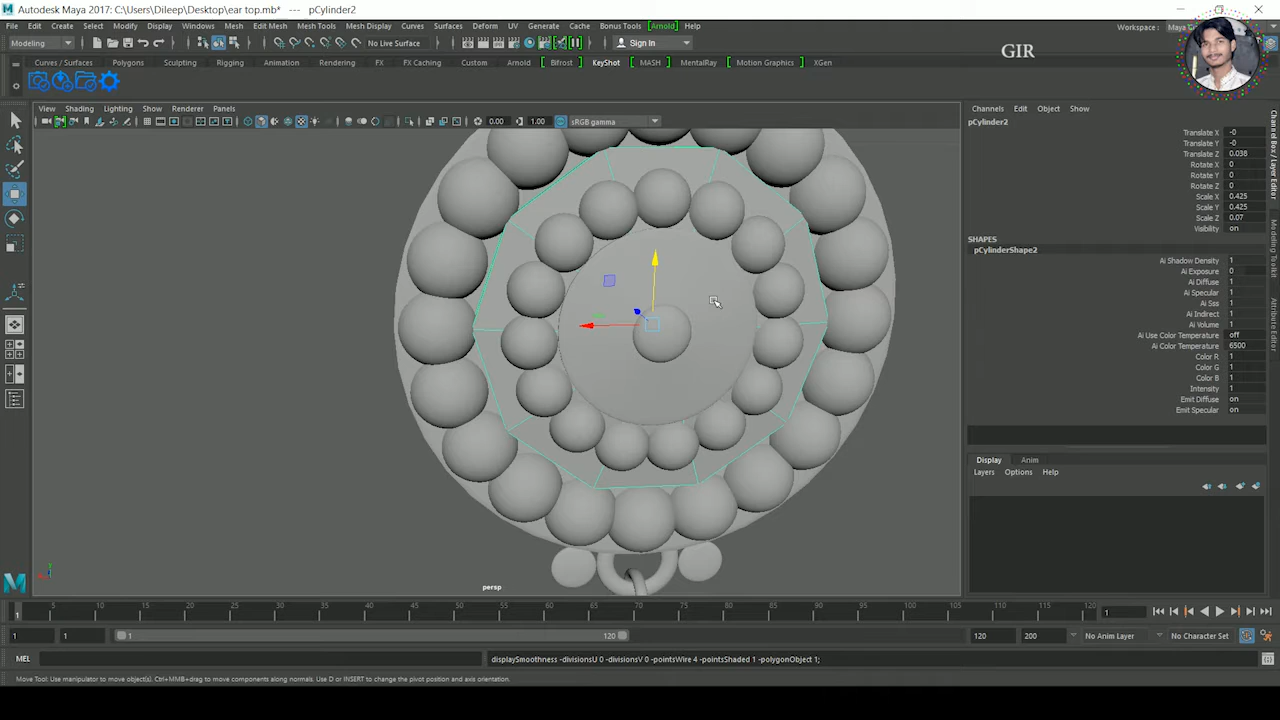 Autodesk Maya 2017: C:\Users\Dileep\Desktop\ear top.mb* --- pCylinder2
File Edit Create Select Modify Display Windows Mesh Edit Mesh Mesh Tools Mesh Display Curves Surfaces Deform UV Generate Cache Bonus Tools [Arnold] Help
Workspace :
Modeling No Live Surface Sign In
GIR
Curves / Surfaces Polygons Sculpting Rigging Animation Rendering FX FX Caching Custom Arnold Bifrost KeyShot MASH MentalRay Motion Graphics XGen
View Shading Lighting Show Renderer Panels
0.00 1.00 sRGB gamma
Channels Edit Object Show
pCylinder2
Translate X -0
Translate Y -0
Translate Z 0.038
Rotate X 0
Rotate Y 0
Rotate Z 0
Scale X 0.425
Scale Y 0.425
Scale Z 0.07
Visibility on
SHAPES
pCylinderShape2
Ai Shadow Density 1
Ai Exposure 0
Ai Diffuse 1
Ai Specular 1
Ai Sss 1
Ai Indirect 1
Ai Volume 1
Ai Use Color Temperature off
Ai Color Temperature 6500
Color R 1
Color G 1
Color B 1
Intensity 1
Emit Diffuse on
Emit Specular on
Channel Box / Layer Editor
Modeling Toolkit
Attribute Editor
Display Anim
Layers Options Help
persp
5 10 15 20 25 30 35 40 45 50 55 60 65 70 75 80 85 90 95 100 105 110 115 120
1
1
1 1 1 120 120 200 No Anim Layer No Character Set
MEL displaySmoothness -divisionsU 0 -divisionsV 0 -pointsWire 4 -pointsShaded 1 -polygonObject 1;
Move Tool: Use manipulator to move object(s). Ctrl+MMB+drag to move components along normals. Use D or INSERT to change the pivot position and axis orientation.